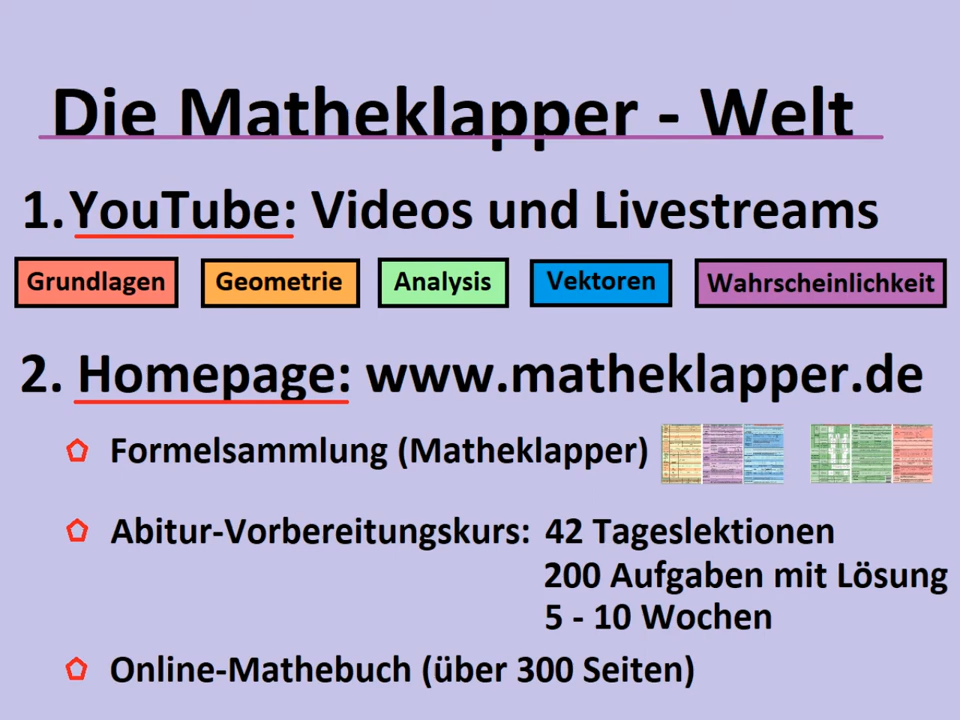 Die Matheklapper - Welt
1. YouTube: Videos und Livestreams
Grundlagen Geometrie Analysis Vektoren Wahrscheinlichkeit
2. Homepage: www.matheklapper.de
Formelsammlung (Matheklapper)
Abitur-Vorbereitungskurs: 42 Tageslektionen
200 Aufgaben mit Lösung
5 - 10 Wochen
Online-Mathebuch (über 300 Seiten)